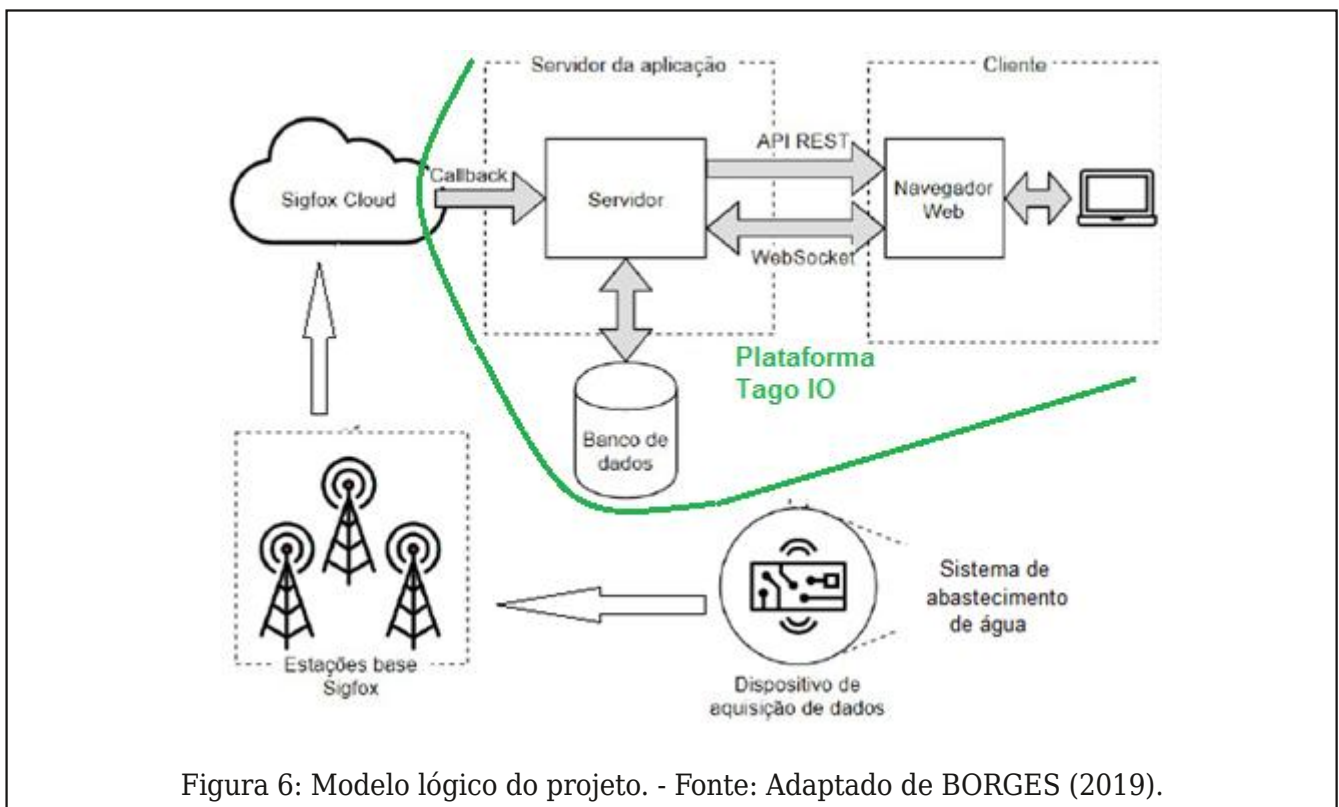 Servidor da aplicação
Cliente
API REST
Callback
Sigfox Cloud
Servidor
Navegador
Web
WebSocket
Plataforma
Tago IO
Banco de
dados
Sistema de
abastecimento
de água
Estações base
Sigfox
Dispositivo de
aquisição de dados
Figura 6: Modelo lógico do projeto. - Fonte: Adaptado de BORGES (2019).